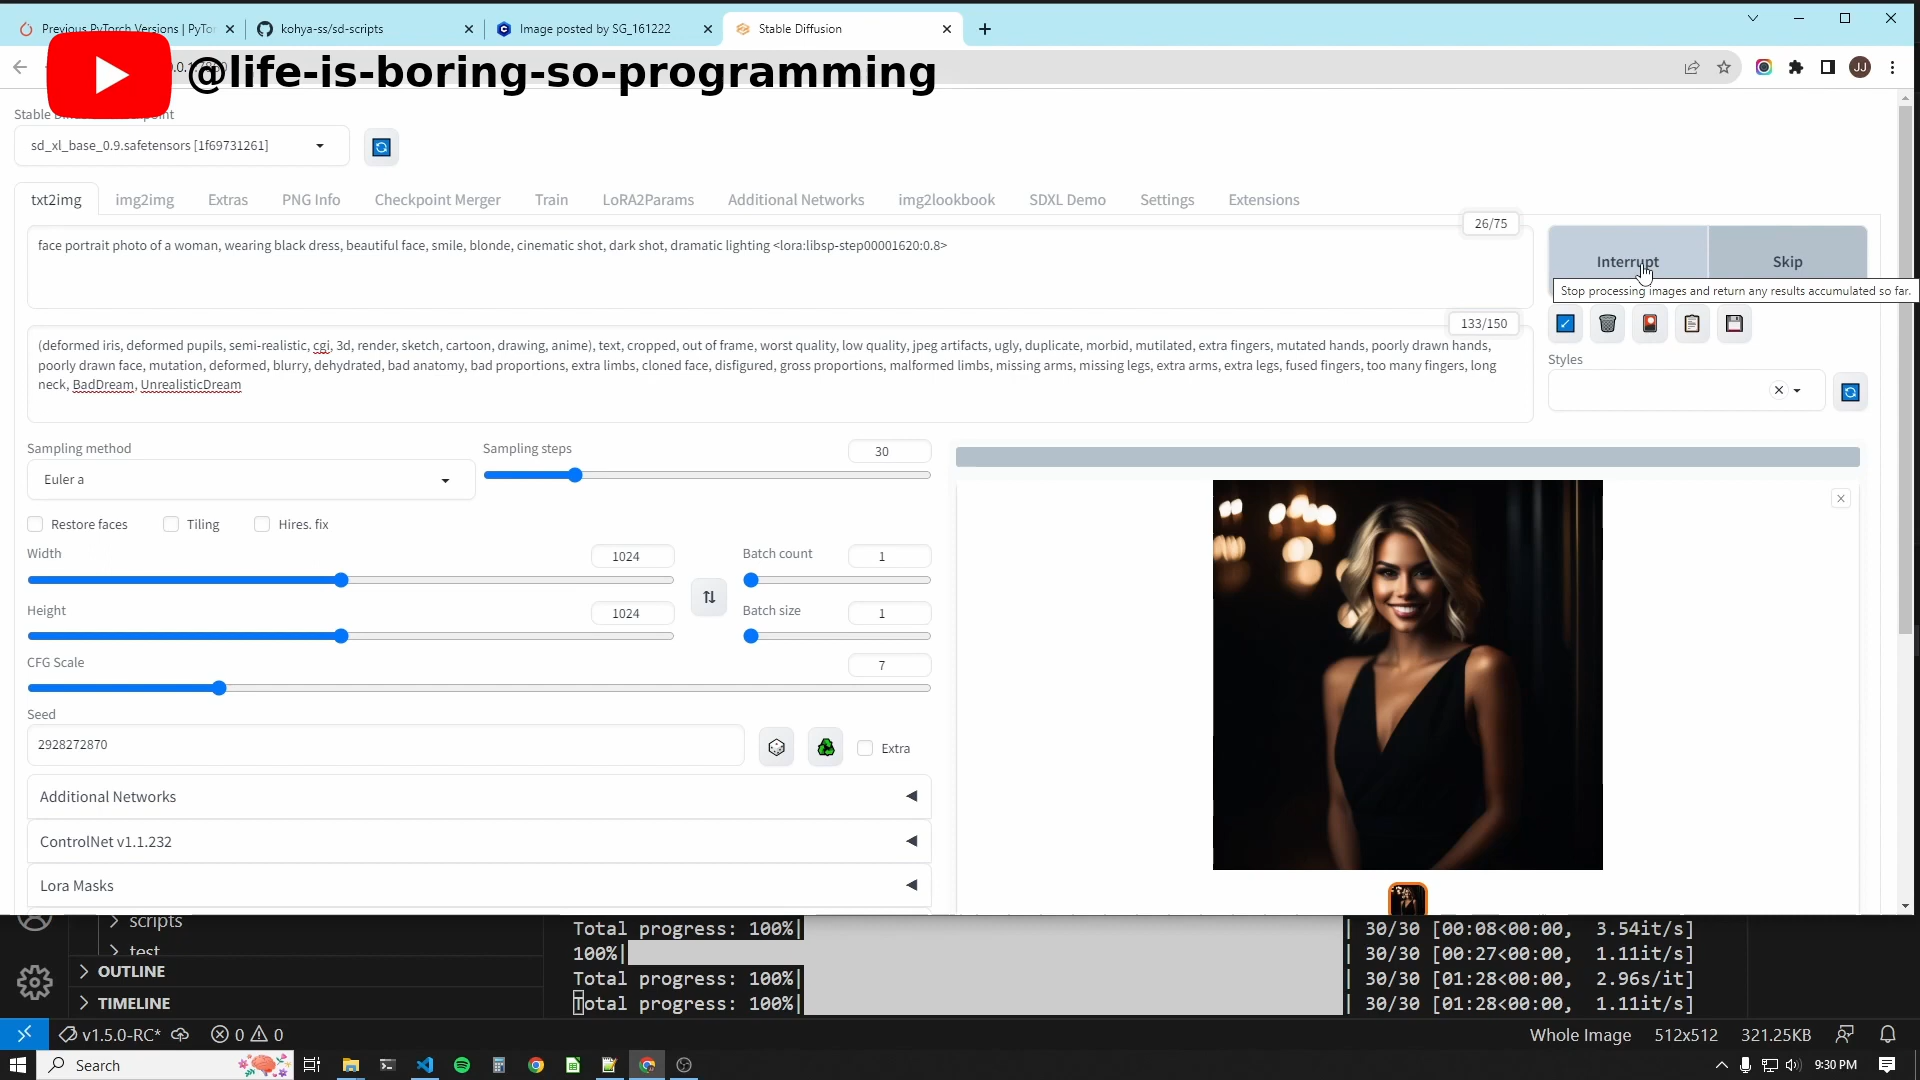 Previous PyTorch Versions | PyTor
kohya-ss/sd-scripts
Image posted by SG_161222
Stable Diffusion
@life-is-boring-so-programming
JJ
sd_xl_base_0.9.safetensors [1f69731261]
txt2img
img2img
Extras
PNG Info
Checkpoint Merger
Train
LoRA2Params
Additional Networks
img2lookbook
SDXL Demo
Settings
Extensions
26/75
face portrait photo of a woman, wearing black dress, beautiful face, smile, blonde, cinematic shot, dark shot, dramatic lighting <lora:libsp-step00001620:0.8>
Interrupt
Skip
Stop processing images and return any results accumulated so far.
133/150
(deformed iris, deformed pupils, semi-realistic, cgi, 3d, render, sketch, cartoon, drawing, anime), text, cropped, out of frame, worst quality, low quality, jpeg artifacts, ugly, duplicate, morbid, mutilated, extra fingers, mutated hands, poorly drawn hands,
poorly drawn face, mutation, deformed, blurry, dehydrated, bad anatomy, bad proportions, extra limbs, cloned face, disfigured, gross proportions, malformed limbs, missing arms, missing legs, extra arms, extra legs, fused fingers, too many fingers, long
neck, BadDream, UnrealisticDream
Styles
Sampling method
Euler a
Sampling steps
30
Restore faces
Tiling
Hires. fix
Width
1024
Batch count
1
Height
1024
Batch size
1
CFG Scale
7
Seed
2928272870
Extra
Additional Networks
ControlNet v1.1.232
Lora Masks
scripts
test
OUTLINE
TIMELINE
Total progress: 100%| | 30/30 [00:08<00:00, 3.54it/s]
100%| | 30/30 [00:27<00:00, 1.11it/s]
Total progress: 100%| | 30/30 [01:28<00:00, 2.96s/it]
Total progress: 100%| | 30/30 [01:28<00:00, 1.11it/s]
v1.5.0-RC*
0
0
Whole Image
512x512
321.25KB
Search
9:30 PM